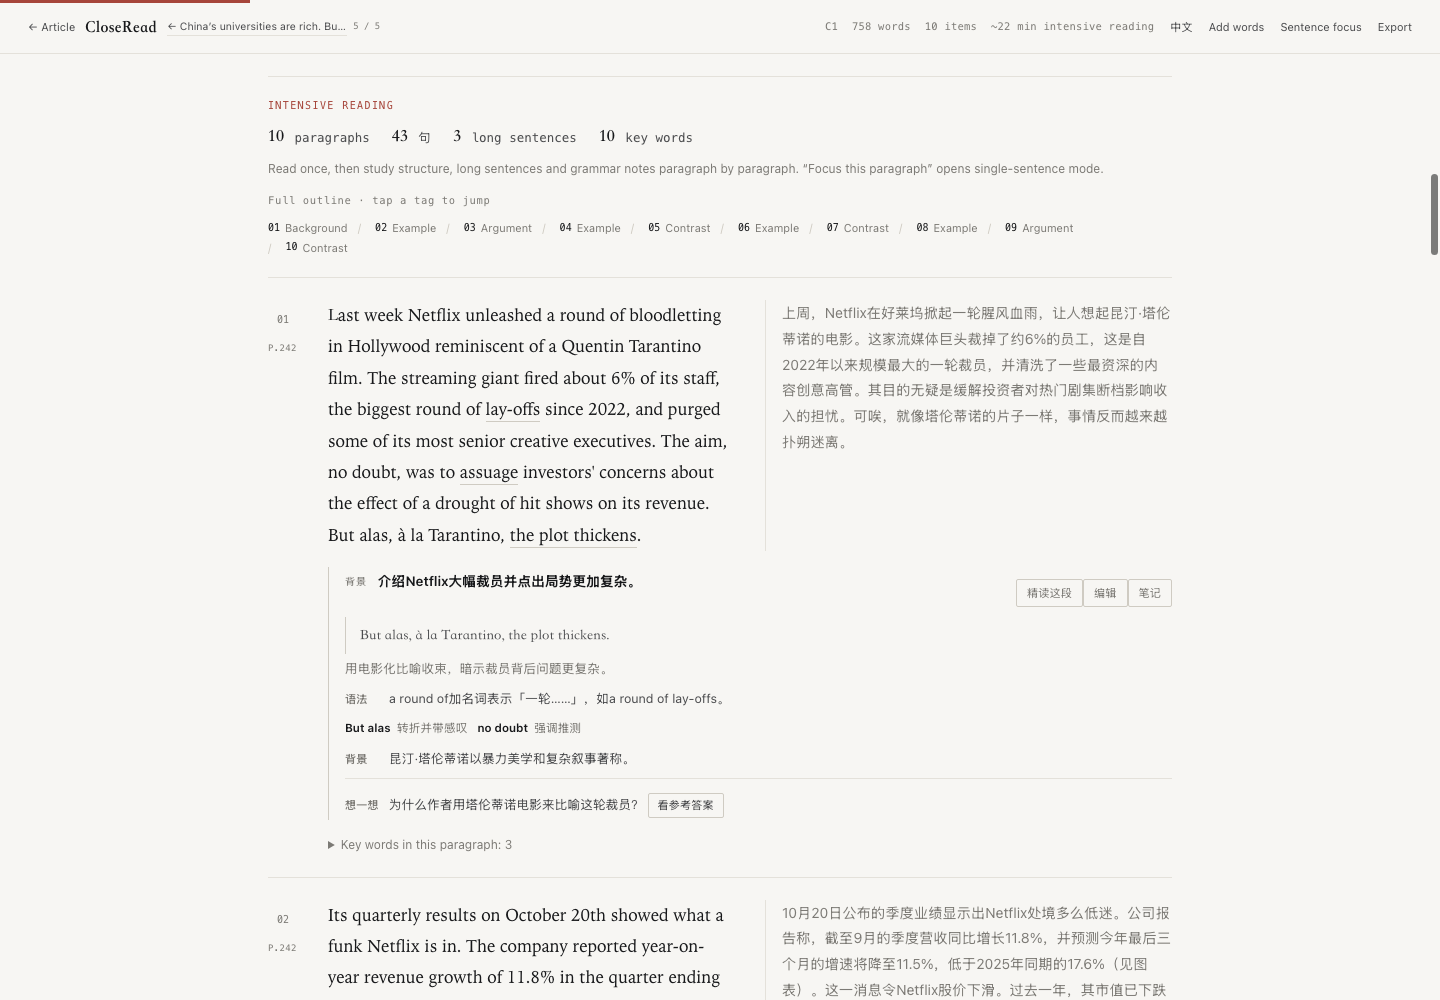 ← Article CloseRead ← China's universities are rich. Bu... 5 / 5 C1 758 words 10 items ~22 min intensive reading 中文 Add words Sentence focus Export
INTENSIVE READING
10 paragraphs 43 句 3 long sentences 10 key words
Read once, then study structure, long sentences and grammar notes paragraph by paragraph. “Focus this paragraph” opens single-sentence mode.
Full outline · tap a tag to jump
01 Background / 02 Example / 03 Argument / 04 Example / 05 Contrast / 06 Example / 07 Contrast / 08 Example / 09 Argument
/ 10 Contrast
01
P.242
Last week Netflix unleashed a round of bloodletting
in Hollywood reminiscent of a Quentin Tarantino
film. The streaming giant fired about 6% of its staff,
the biggest round of lay-offs since 2022, and purged
some of its most senior creative executives. The aim,
no doubt, was to assuage investors' concerns about
the effect of a drought of hit shows on its revenue.
But alas, à la Tarantino, the plot thickens.
上周，Netflix在好莱坞掀起一轮腥风血雨，让人想起昆汀·塔伦
蒂诺的电影。这家流媒体巨头裁掉了约6%的员工，这是自
2022年以来规模最大的一轮裁员，并清洗了一些最资深的内
容创意高管。其目的无疑是缓解投资者对热门剧集断档影响收
入的担忧。可唉，就像塔伦蒂诺的片子一样，事情反而越来越
扑朔迷离。
背景 介绍Netflix大幅裁员并点出局势更加复杂。
精读这段 编辑 笔记
But alas, à la Tarantino, the plot thickens.
用电影化比喻收束，暗示裁员背后问题更复杂。
语法 a round of加名词表示「一轮……」，如a round of lay-offs。
But alas 转折并带感叹 no doubt 强调推测
背景 昆汀·塔伦蒂诺以暴力美学和复杂叙事著称。
想一想 为什么作者用塔伦蒂诺电影来比喻这轮裁员？ 看参考答案
▶ Key words in this paragraph: 3
02
P.242
Its quarterly results on October 20th showed what a
funk Netflix is in. The company reported year-on-
year revenue growth of 11.8% in the quarter ending
10月20日公布的季度业绩显示出Netflix处境多么低迷。公司报
告称，截至9月的季度营收同比增长11.8%，并预测今年最后三
个月的增速将降至11.5%，低于2025年同期的17.6%（见图
表）。这一消息令Netflix股价下滑。过去一年，其市值已下跌